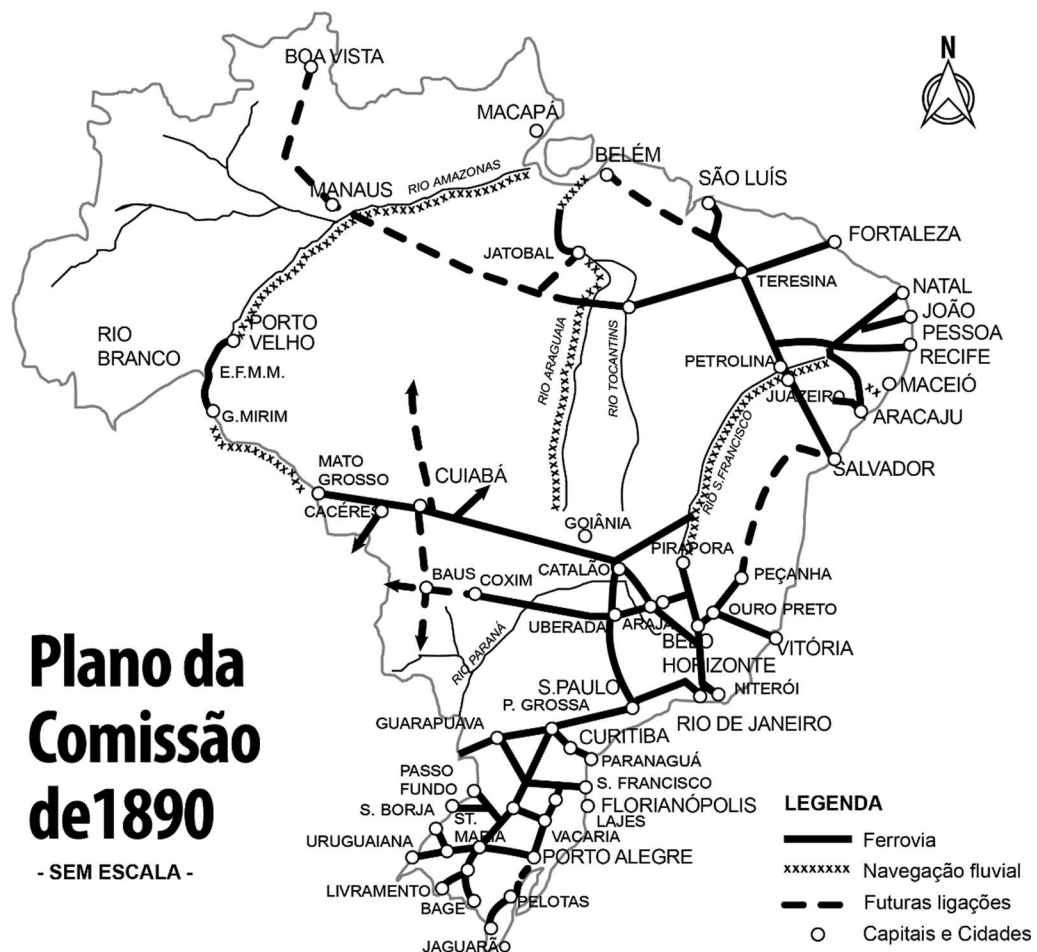 BOA VISTA
N
MACAPÁ
BELÉM
RIO AMAZONAS
MANAUS
SÃO LUÍS
FORTALEZA
JATOBAL
TERESINA
NATAL
JOÃO
PESSOA
RECIFE
PORTO
VELHO
RIO
BRANCO
E.F.M.M.
RIO ARAGUAIA
RIO TOCANTINS
PETROLINA
JUAZEIRO
MACEIÓ
ARACAJU
G.MIRIM
RIO S.FRANCISCO
SALVADOR
MATO
GROSSO
CUIABÁ
CACÉRES
GOIÂNIA
PIRAPORA
CATALÃO
PEÇANHA
BAUS
COXIM
OURO PRETO
UBERADA
ARAJÁ
BELO
HORIZONTE
VITÓRIA
RIO PARANÁ
S.PAULO
NITERÓI
P. GROSSA
RIO DE JANEIRO
GUARAPUAVA
CURITIBA
PARANAGUÁ
PASSO
FUNDO
S. FRANCISCO
S. BORJA
FLORIANÓPOLIS
LAJES
ST.
MARIA
VACARIA
URUGUAIANA
PORTO ALEGRE
LIVRAMENTO
BAGE
PELOTAS
JAGUARÃO
Plano da
Comissão
de1890
- SEM ESCALA -
LEGENDA
Ferrovia
Navegação fluvial
Futuras ligações
Capitais e Cidades